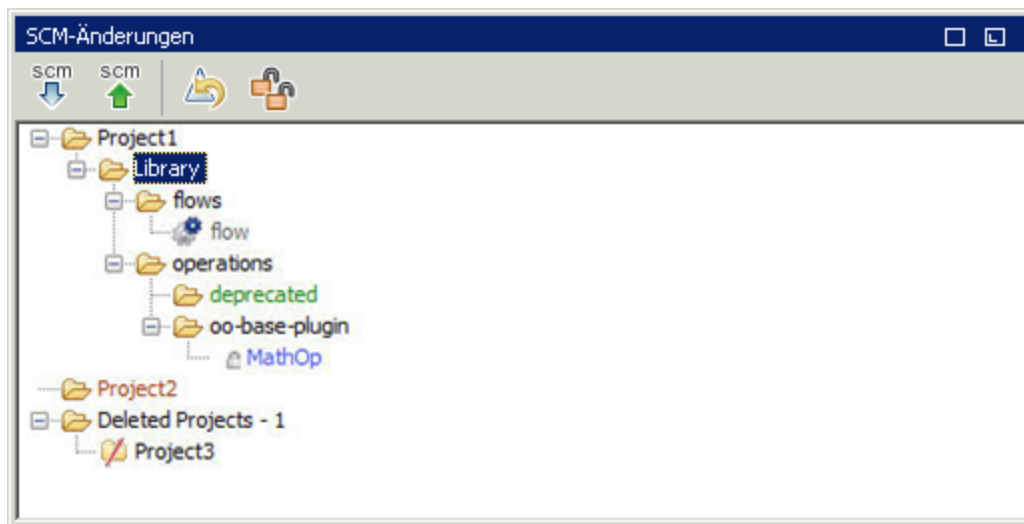 SCM-Änderungen
scm scm
Project1
Library
flows
flow
operations
deprecated
oo-base-plugin
MathOp
Project2
Deleted Projects - 1
Project3